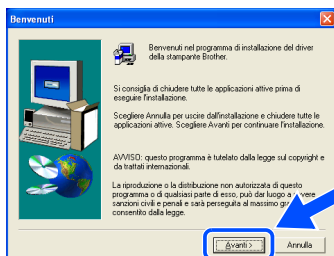 Benvenuti
Benvenuti nel programma di installazione del driver
della stampante Brother.
Si consiglia di chiudere tutte le applicazioni attive prima di
eseguire l'installazione.
Scegliere Annulla per uscire dall'installazione e chiudere tutte le
applicazioni attive. Scegliere Avanti per continuare l'installazione.
AVVISO: questo programma è tutelato dalla legge sul copyright e
da trattati internazionali.
La riproduzione o la distribuzione non autorizzata di questo
programma o di qualsiasi parte di esso, può dar luogo a
sanzioni civili e penali e sarà perseguita al massimo
consentito dalla legge.
Avanti >
Annulla